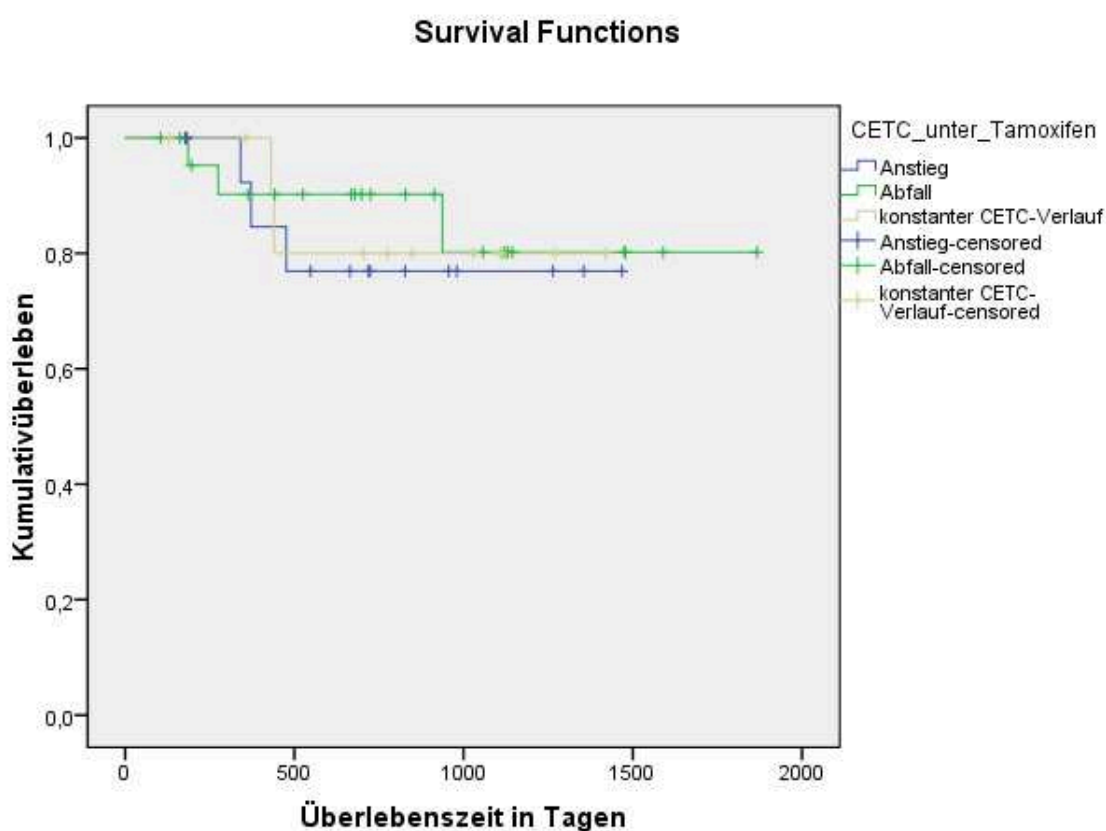 Survival Functions
CETC_unter_Tamoxifen
Anstieg
Abfall
konstanter CETC-Verlauf
Anstieg-censored
Abfall-censored
konstanter CETC-
Verlauf-censored
Kumulativüberleben
1,0
0,8
0,6
0,4
0,2
0,0
0 500 1000 1500 2000
Überlebenszeit in Tagen